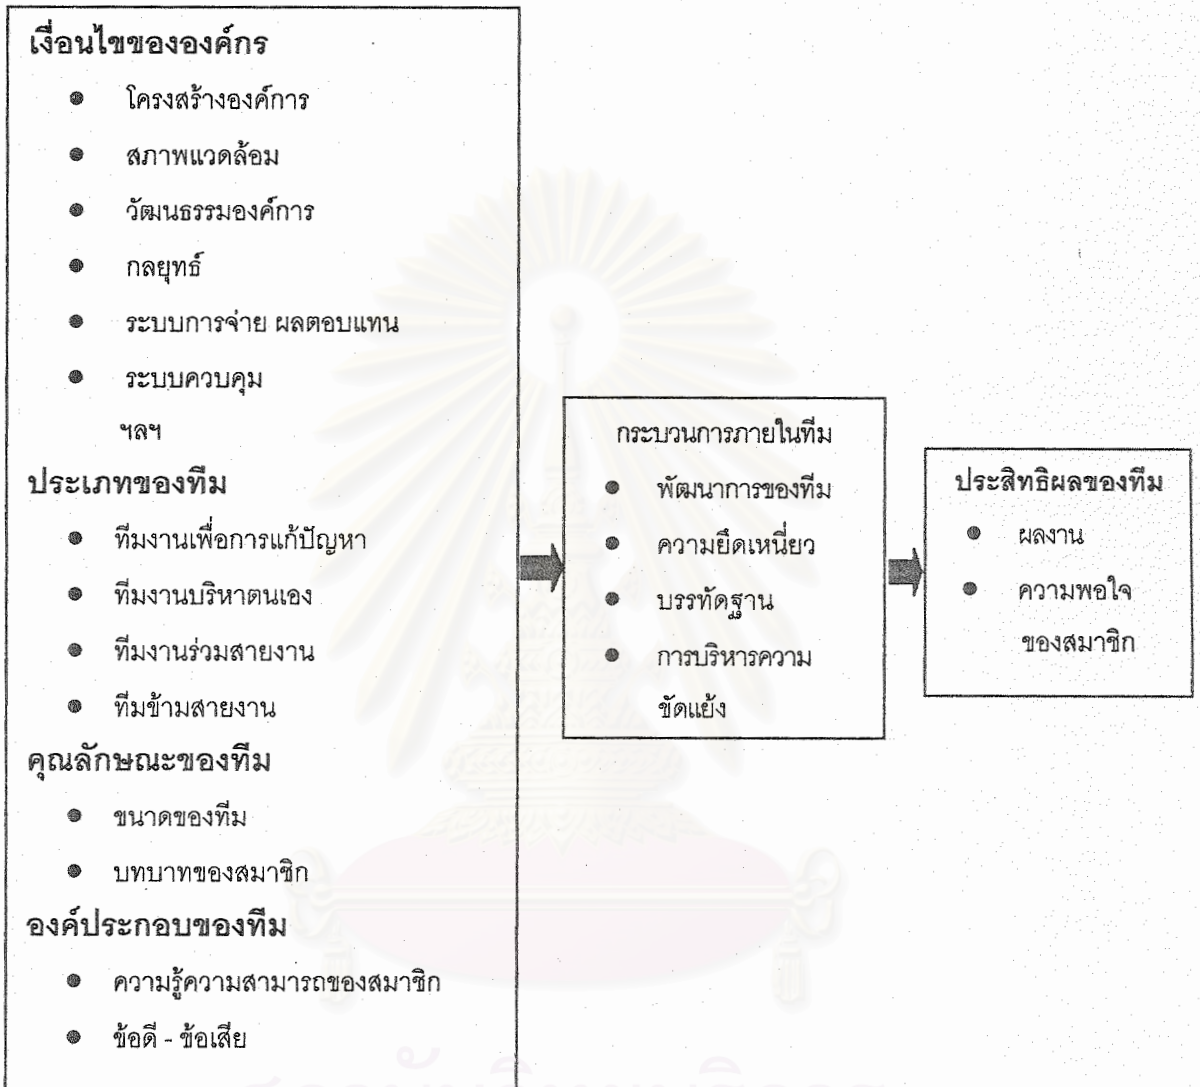 เงื่อนไขขององค์กร
โครงสร้างองค์การ
สภาพแวดล้อม
วัฒนธรรมองค์การ
กลยุทธ์
ระบบการจ่าย ผลตอบแทน
ระบบควบคุม
ฯลฯ
ประเภทของทีม
ทีมงานเพื่อการแก้ปัญหา
ทีมงานบริหาตนเอง
ทีมงานร่วมสายงาน
ทีมข้ามสายงาน
คุณลักษณะของทีม
ขนาดของทีม
บทบาทของสมาชิก
องค์ประกอบของทีม
ความรู้ความสามารถของสมาชิก
ข้อดี - ข้อเสีย
กระบวนการภายในทีม
พัฒนาการของทีม
ความยึดเหนี่ยว
บรรทัดฐาน
การบริหารความ
ขัดแย้ง
ประสิทธิผลของทีม
ผลงาน
ความพอใจ
ของสมาชิก